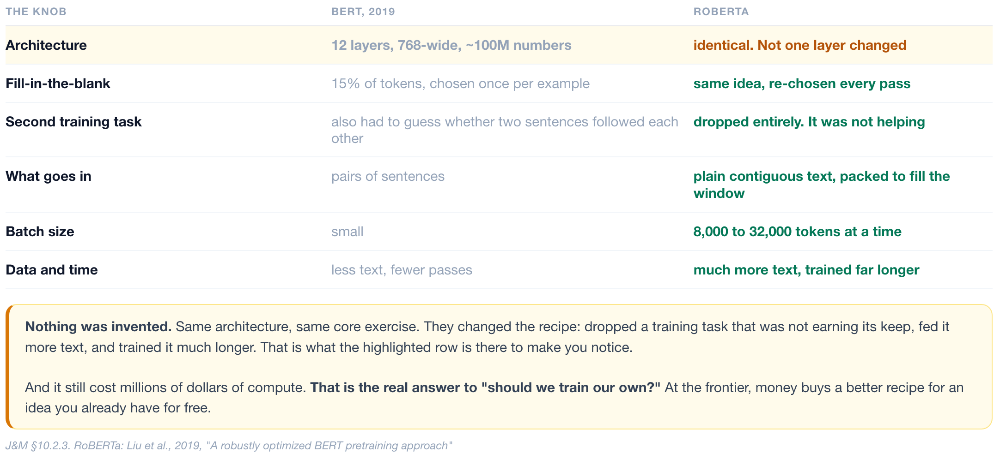 THE KNOB BERT, 2019 ROBERTA
Architecture 12 layers, 768-wide, ~100M numbers identical. Not one layer changed
Fill-in-the-blank 15% of tokens, chosen once per example same idea, re-chosen every pass
Second training task also had to guess whether two sentences followed each dropped entirely. It was not helping
other
What goes in pairs of sentences plain contiguous text, packed to fill the
window
Batch size small 8,000 to 32,000 tokens at a time
Data and time less text, fewer passes much more text, trained far longer
Nothing was invented. Same architecture, same core exercise. They changed the recipe: dropped a training task that was not earning its keep, fed it
more text, and trained it much longer. That is what the highlighted row is there to make you notice.
And it still cost millions of dollars of compute. That is the real answer to "should we train our own?" At the frontier, money buys a better recipe for an
idea you already have for free.
J&M §10.2.3. RoBERTa: Liu et al., 2019, "A robustly optimized BERT pretraining approach"